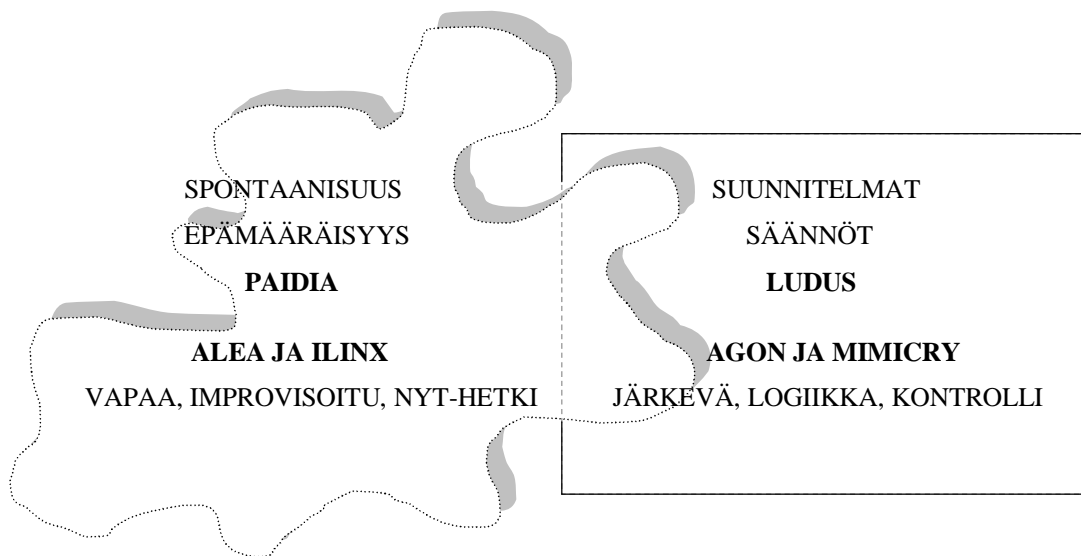 SPONTAANISUUS
EPÄMÄÄRÄISYYS
PAIDIA
ALEA JA ILINX
VAPAA, IMPROVISOITU, NYT-HETKI
SUUNNITELMAT
SÄÄNNÖT
LUDUS
AGON JA MIMICRY
JÄRKEVÄ, LOGIIKKA, KONTROLLI